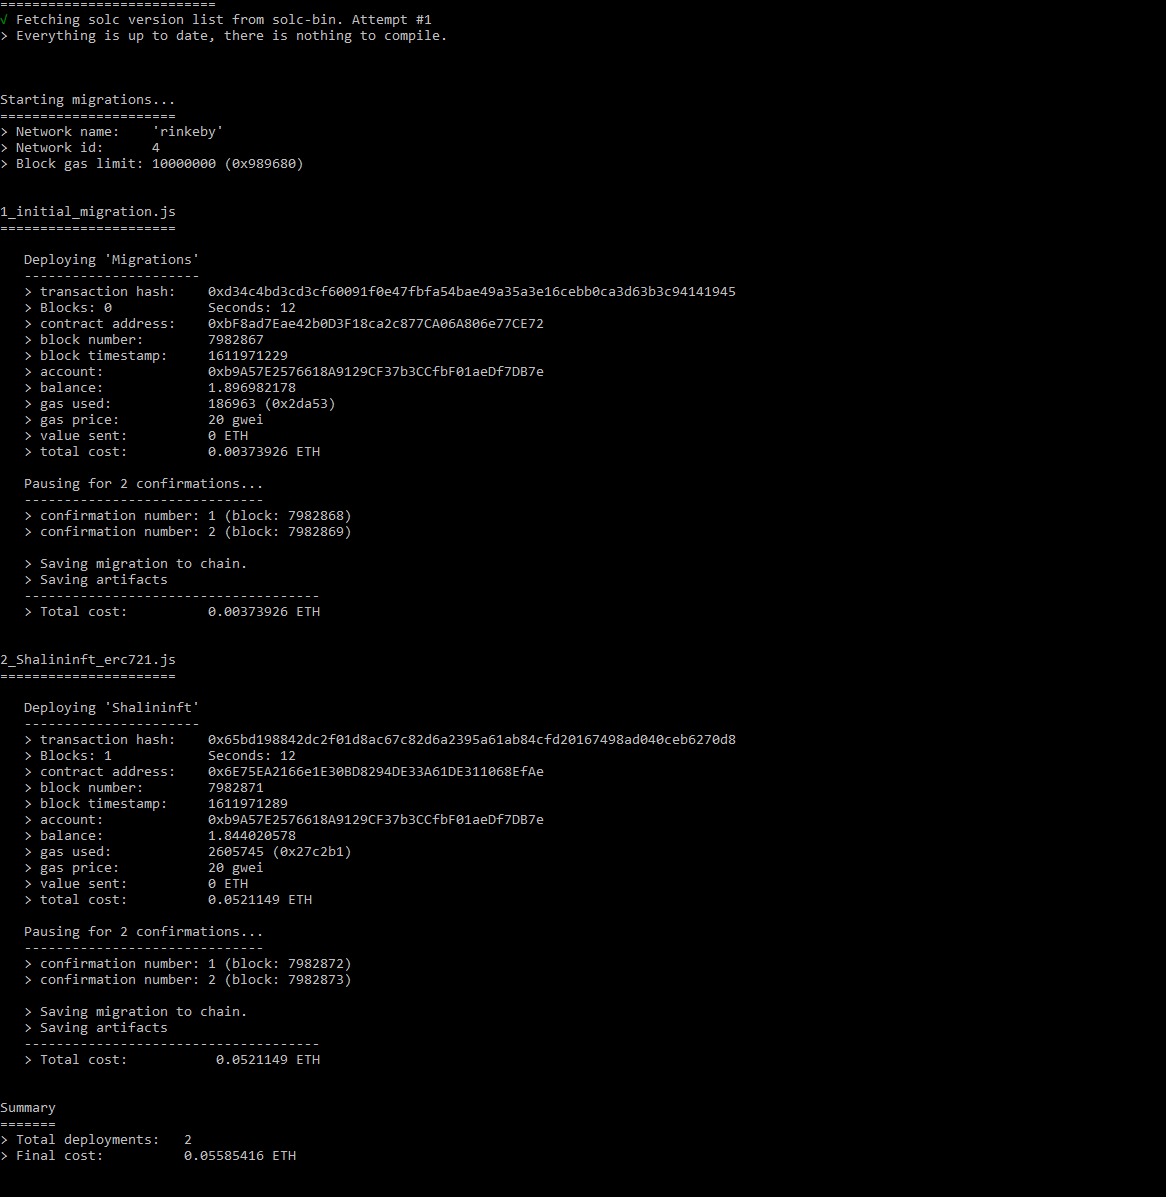 ===========================
√ Fetching solc version list from solc-bin. Attempt #1
> Everything is up to date, there is nothing to compile.
Starting migrations...
======================
> Network name:    'rinkeby'
> Network id:      4
> Block gas limit: 10000000 (0x989680)
1_initial_migration.js
======================
   Deploying 'Migrations'
   ----------------------
   > transaction hash:    0xd34c4bd3cd3cf60091f0e47fbfa54bae49a35a3e16cebb0ca3d63b3c94141945
   > Blocks: 0            Seconds: 12
   > contract address:    0xbF8ad7Eae42b0D3F18ca2c877CA06A806e77CE72
   > block number:        7982867
   > block timestamp:     1611971229
   > account:             0xb9A57E2576618A9129CF37b3CCfbF01aeDf7DB7e
   > balance:             1.896982178
   > gas used:            186963 (0x2da53)
   > gas price:           20 gwei
   > value sent:          0 ETH
   > total cost:          0.00373926 ETH
   Pausing for 2 confirmations...
   ------------------------------
   > confirmation number: 1 (block: 7982868)
   > confirmation number: 2 (block: 7982869)
   > Saving migration to chain.
   > Saving artifacts
   -------------------------------------
   > Total cost:          0.00373926 ETH
2_Shalininft_erc721.js
======================
   Deploying 'Shalininft'
   ----------------------
   > transaction hash:    0x65bd198842dc2f01d8ac67c82d6a2395a61ab84cfd20167498ad040ceb6270d8
   > Blocks: 1            Seconds: 12
   > contract address:    0x6E75EA2166e1E30BD8294DE33A61DE311068EfAe
   > block number:        7982871
   > block timestamp:     1611971289
   > account:             0xb9A57E2576618A9129CF37b3CCfbF01aeDf7DB7e
   > balance:             1.844020578
   > gas used:            2605745 (0x27c2b1)
   > gas price:           20 gwei
   > value sent:          0 ETH
   > total cost:          0.0521149 ETH
   Pausing for 2 confirmations...
   ------------------------------
   > confirmation number: 1 (block: 7982872)
   > confirmation number: 2 (block: 7982873)
   > Saving migration to chain.
   > Saving artifacts
   -------------------------------------
   > Total cost:           0.0521149 ETH
Summary
=======
> Total deployments:   2
> Final cost:          0.05585416 ETH